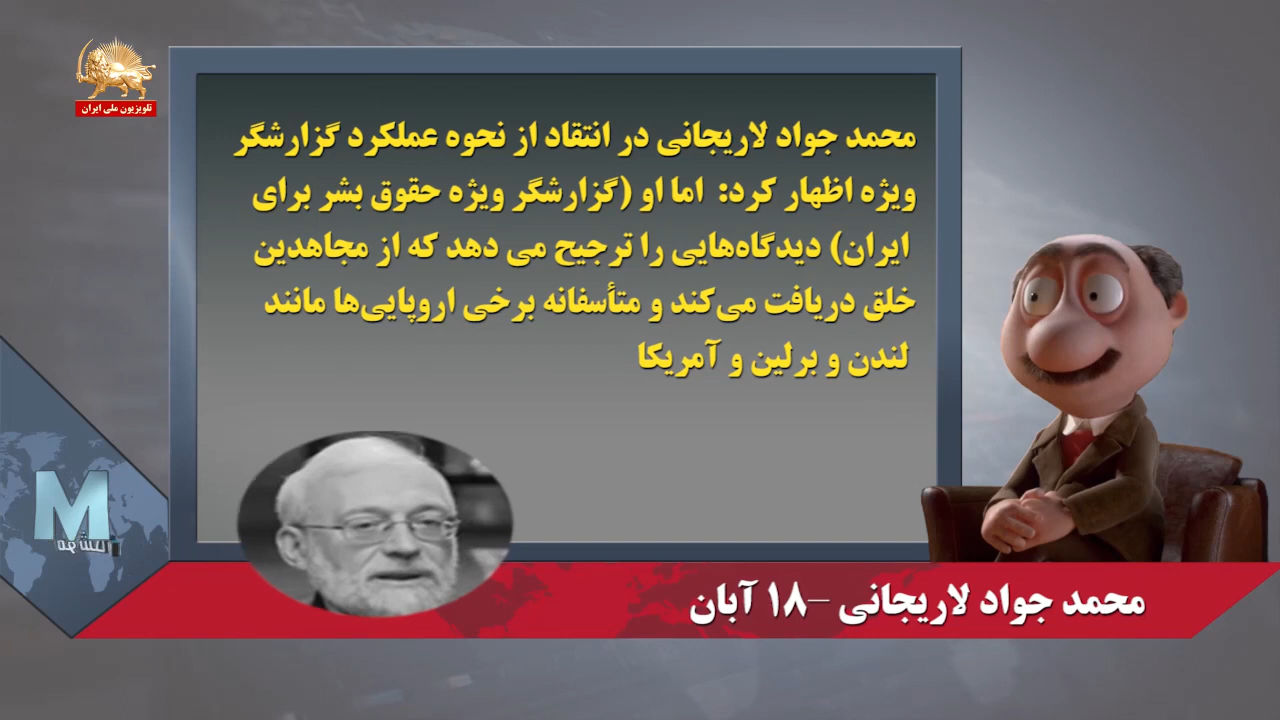 تلویزیون ملی ایران
محمد جواد لاریجانی در انتقاد از نحوه عملکرد گزارشگر
ویژه اظهار کرد: اما او (گزارشگر ویژه حقوق بشر برای
ایران) دیدگاه‌هایی را ترجیح می دهد که از مجاهدین
خلق دریافت می‌کند و متأسفانه برخی اروپایی‌ها مانند
لندن و برلین و آمریکا
M
محمد جواد لاریجانی –۱۸ آبان